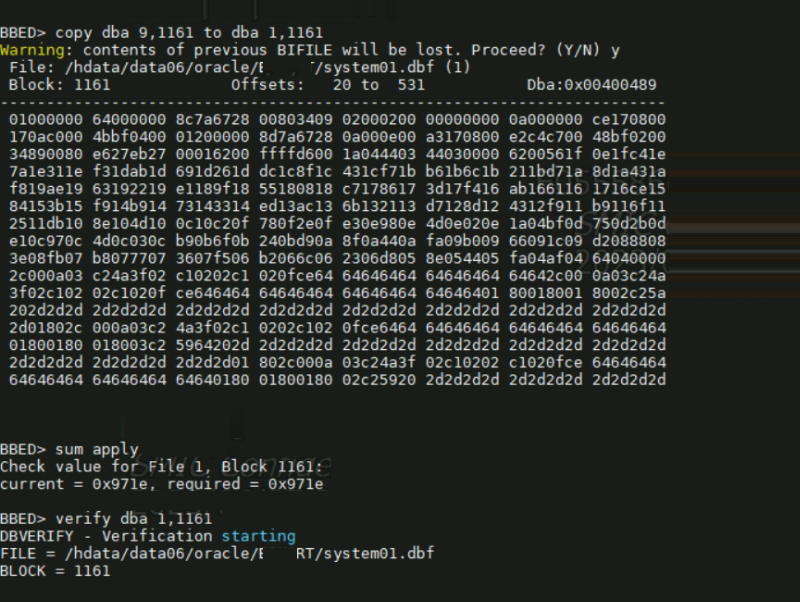 BBED> copy dba 9,1161 to dba 1,1161
Warning: contents of previous BIFILE will be lost. Proceed? (Y/N) y
 File: /hdata/data06/oracle/E    T/system01.dbf (1)
 Block: 1161             Offsets:   20 to  531           Dba:0x00400489
------------------------------------------------------------------------
 01000000 64000000 8c7a6728 00803409 02000200 00000000 0a000000 ce170800
 170ac000 4bbf0400 01200000 8d7a6728 0a000e00 a3170800 e2c4c700 48bf0200
 34890080 e627eb27 00016200 ffffd600 1a044403 44030000 6200561f 0e1fc41e
 7a1e311e f31dab1d 691d261d dc1c8f1c 431cf71b b61b6c1b 211bd71a 8d1a431a
 f819ae19 63192219 e1189f18 55180818 c7178617 3d17f416 ab166116 1716ce15
 84153b15 f914b914 73143314 ed13ac13 6b132113 d7128d12 4312f911 b9116f11
 2511db10 8e104d10 0c10c20f 780f2e0f e30e980e 4d0e020e 1a04bf0d 750d2b0d
 e10c970c 4d0c030c b90b6f0b 240bd90a 8f0a440a fa09b009 66091c09 d2088808
 3e08fb07 b8077707 3607f506 b2066c06 2306d805 8e054405 fa04af04 64040000
 2c000a03 c24a3f02 c10202c1 020fce64 64646464 64646464 64642c00 0a03c24a
 3f02c102 02c1020f ce646464 64646464 64646464 64646401 80018001 8002c25a
 202d2d2d 2d2d2d2d 2d2d2d2d 2d2d2d2d 2d2d2d2d 2d2d2d2d 2d2d2d2d 2d2d2d2d
 2d01802c 000a03c2 4a3f02c1 0202c102 0fce6464 64646464 64646464 64646464
 01800180 018003c2 5964202d 2d2d2d2d 2d2d2d2d 2d2d2d2d 2d2d2d2d 2d2d2d2d
 2d2d2d2d 2d2d2d2d 2d2d2d01 802c000a 03c24a3f 02c10202 c1020fce 64646464
 64646464 64646464 64640180 01800180 02c25920 2d2d2d2d 2d2d2d2d 2d2d2d2d
BBED> sum apply
Check value for File 1, Block 1161:
current = 0x971e, required = 0x971e
BBED> verify dba 1,1161
DBVERIFY - Verification starting
FILE = /hdata/data06/oracle/E    RT/system01.dbf
BLOCK = 1161